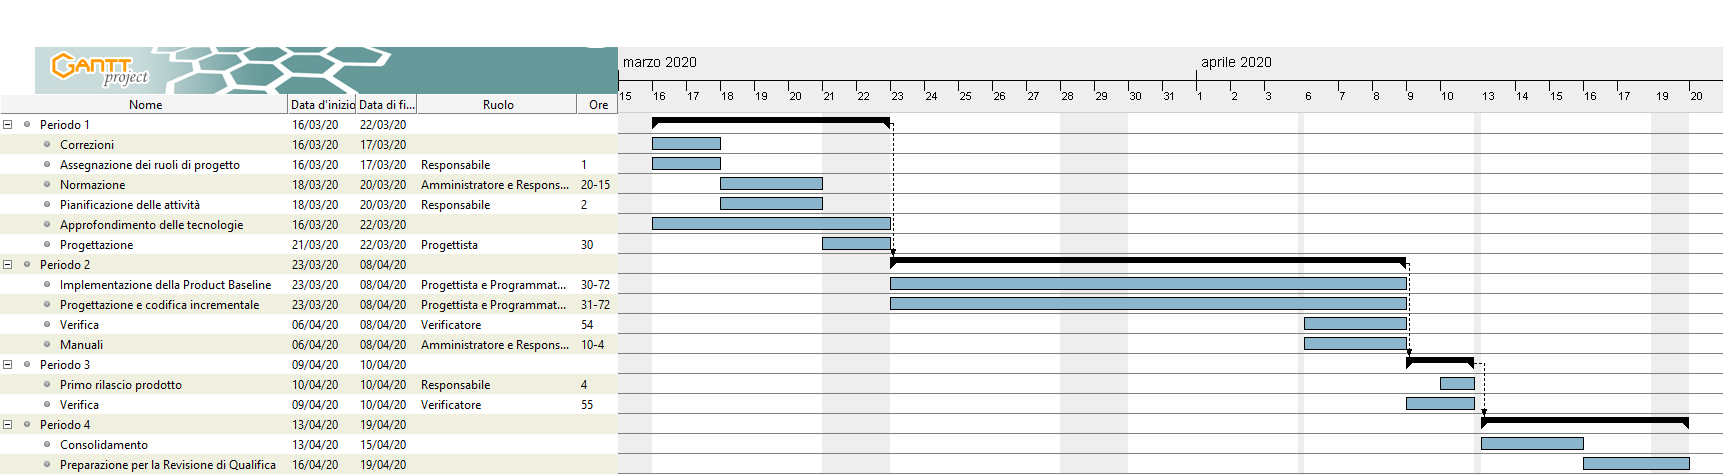 GANTT
project
marzo 2020 aprile 2020
Nome Data d'inizio Data di fi... Ruolo Ore
15 16 17 18 19 20 21 22 23 24 25 26 27 28 29 30 31 1 2 3 6 7 8 9 10 13 14 15 16 17 19 20
Periodo 1 16/03/20 22/03/20
Correzioni 16/03/20 17/03/20
Assegnazione dei ruoli di progetto 16/03/20 17/03/20 Responsabile 1
Normazione 18/03/20 20/03/20 Amministratore e Respons... 20-15
Pianificazione delle attività 18/03/20 20/03/20 Responsabile 2
Approfondimento delle tecnologie 16/03/20 22/03/20
Progettazione 21/03/20 22/03/20 Progettista 30
Periodo 2 23/03/20 08/04/20
Implementazione della Product Baseline 23/03/20 08/04/20 Progettista e Programmat... 30-72
Progettazione e codifica incrementale 23/03/20 08/04/20 Progettista e Programmat... 31-72
Verifica 06/04/20 08/04/20 Verificatore 54
Manuali 06/04/20 08/04/20 Amministratore e Respons... 10-4
Periodo 3 09/04/20 10/04/20
Primo rilascio prodotto 10/04/20 10/04/20 Responsabile 4
Verifica 09/04/20 10/04/20 Verificatore 55
Periodo 4 13/04/20 19/04/20
Consolidamento 13/04/20 15/04/20
Preparazione per la Revisione di Qualifica 16/04/20 19/04/20